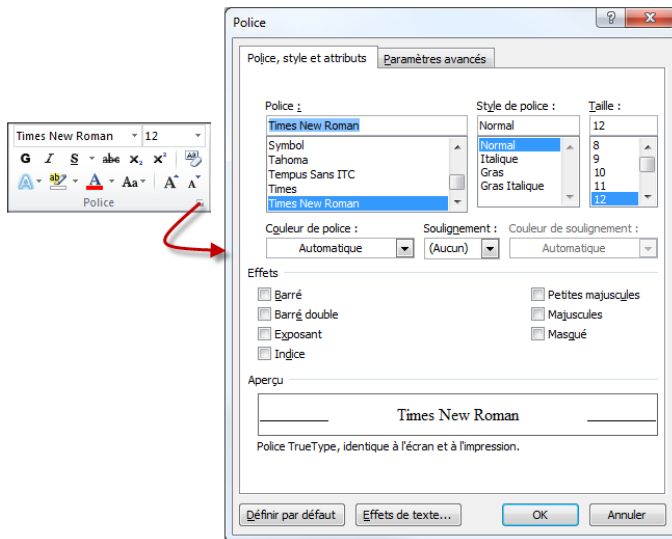 Times New Roman 12
G I S abc X₂ X²
A ab A Aa A A
Police
Police
Police, style et attributs Paramètres avancés
Police : Style de police : Taille :
Times New Roman Normal 12
Symbol Normal 8
Tahoma Italique 9
Tempus Sans ITC Gras 10
Times Gras Italique 11
Times New Roman 12
Couleur de police : Soulignement : Couleur de soulignement :
Automatique (Aucun) Automatique
Effets
Barré Petites majuscules
Barré double Majuscules
Exposant Masqué
Indice
Aperçu
Times New Roman
Police TrueType, identique à l'écran et à l'impression.
Définir par défaut Effets de texte... OK Annuler